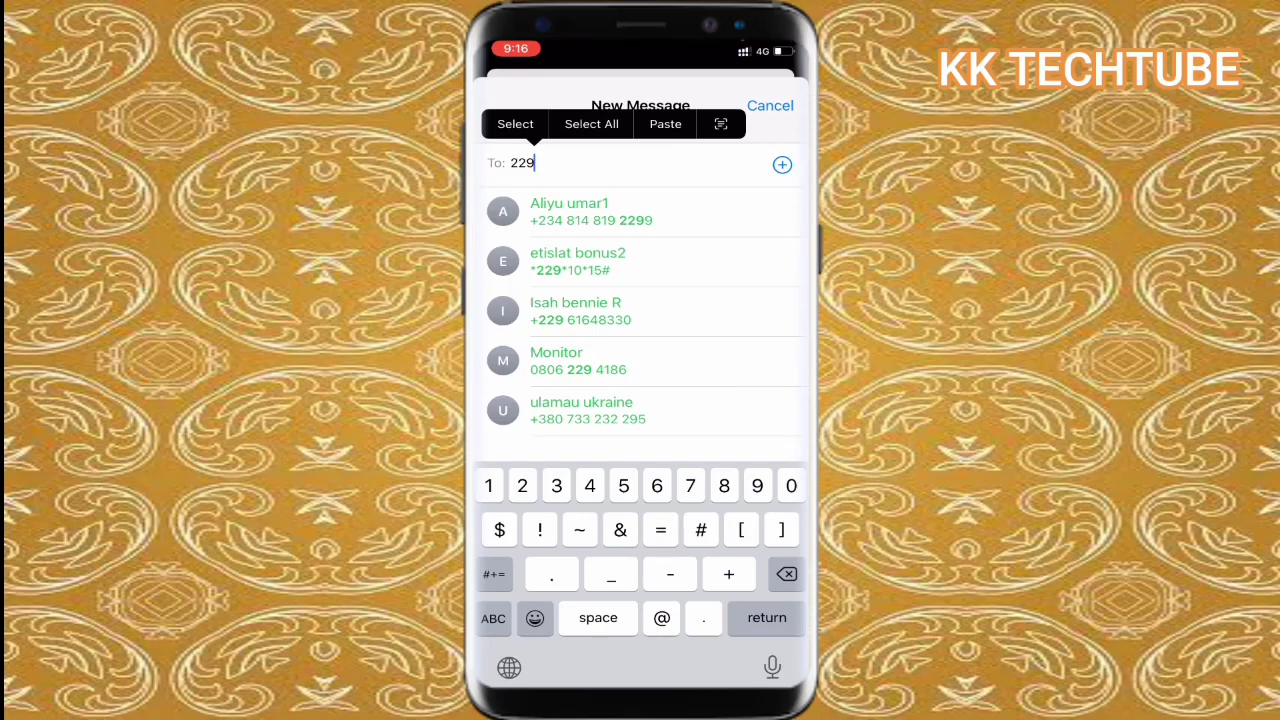 KK TECHTUBE
9:16
4G
New Message
Cancel
Select
Select All
Paste
To: 229
A
Aliyu umar1
+234 814 819 2299
E
etislat bonus2
*229*10*15#
I
Isah bennie R
+229 61648330
M
Monitor
0806 229 4186
U
ulamau ukraine
+380 733 232 295
1 2 3 4 5 6 7 8 9 0
$ ! ~ & = # [ ]
#+= . _ - +
ABC space @ . return